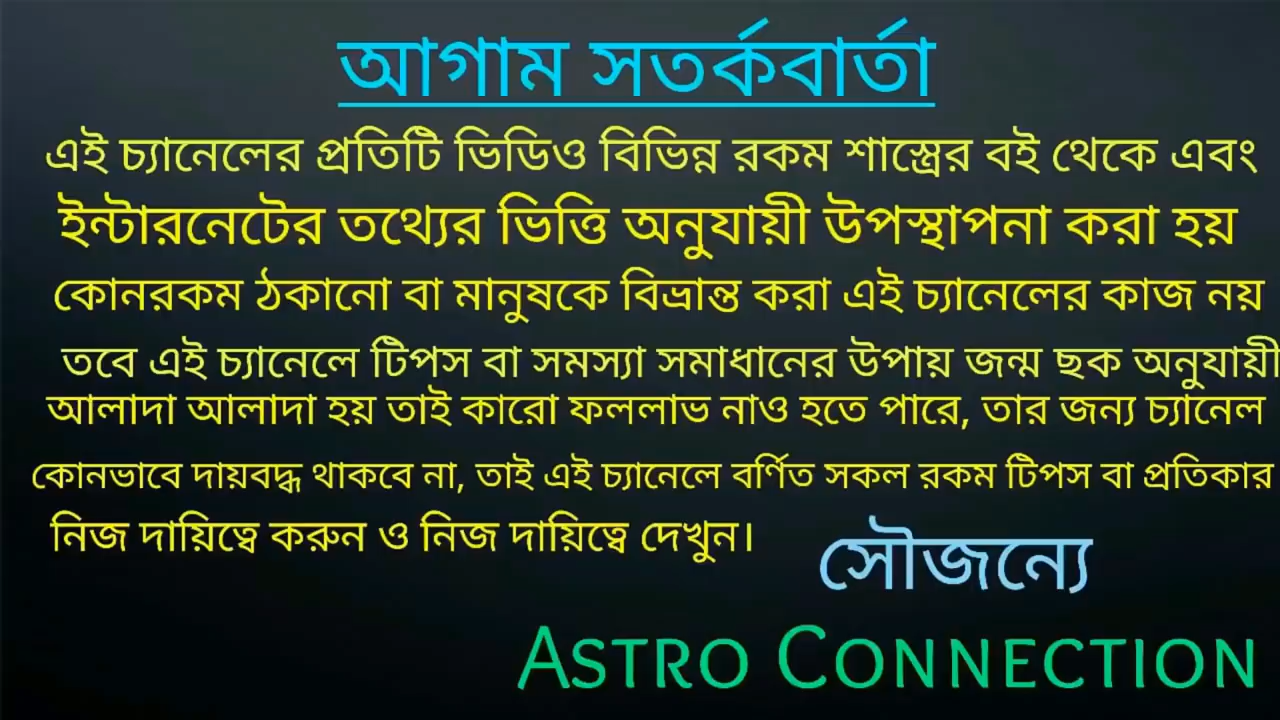 আগাম সতর্কবার্তা
এই চ্যানেলের প্রতিটি ভিডিও বিভিন্ন রকম শাস্ত্রের বই থেকে এবং
ইন্টারনেটের তথ্যের ভিত্তি অনুযায়ী উপস্থাপনা করা হয়
কোনরকম ঠকানো বা মানুষকে বিভ্রান্ত করা এই চ্যানেলের কাজ নয়
তবে এই চ্যানেলে টিপস বা সমস্যা সমাধানের উপায় জন্ম ছক অনুযায়ী
আলাদা আলাদা হয় তাই কারো ফললাভ নাও হতে পারে, তার জন্য চ্যানেল
কোনভাবে দায়বদ্ধ থাকবে না, তাই এই চ্যানেলে বর্ণিত সকল রকম টিপস বা প্রতিকার
নিজ দায়িত্বে করুন ও নিজ দায়িত্বে দেখুন।
সৌজন্যে
ASTRO CONNECTION